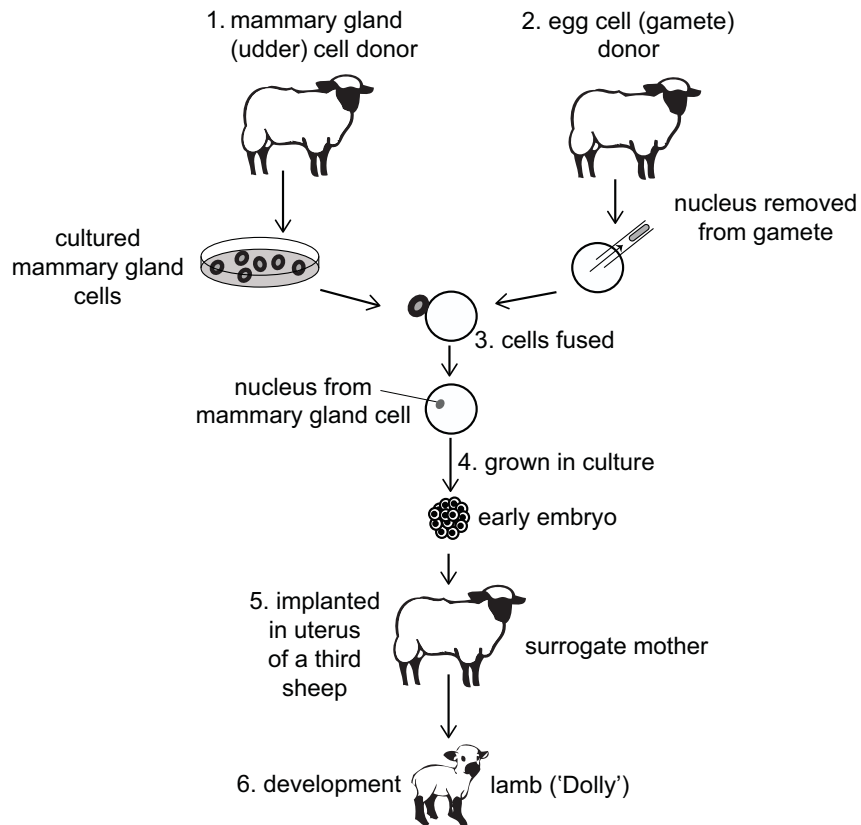 1. mammary gland
(udder) cell donor
2. egg cell (gamete)
donor
nucleus removed
from gamete
cultured
mammary gland
cells
3. cells fused
nucleus from
mammary gland cell
4. grown in culture
early embryo
5. implanted
in uterus
of a third
sheep
surrogate mother
6. development
lamb (‘Dolly’)